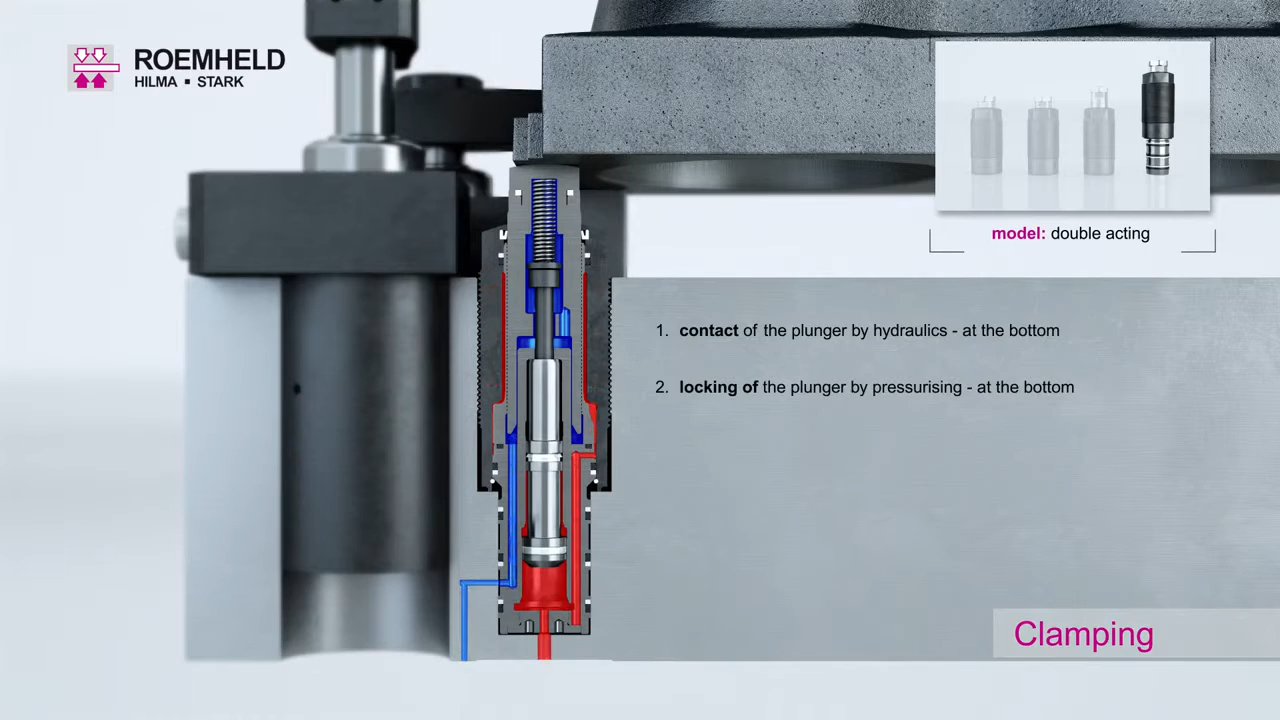 ROEMHELD
HILMA ▪ STARK
model: double acting
1. contact of the plunger by hydraulics - at the bottom
2. locking of the plunger by pressurising - at the bottom
Clamping